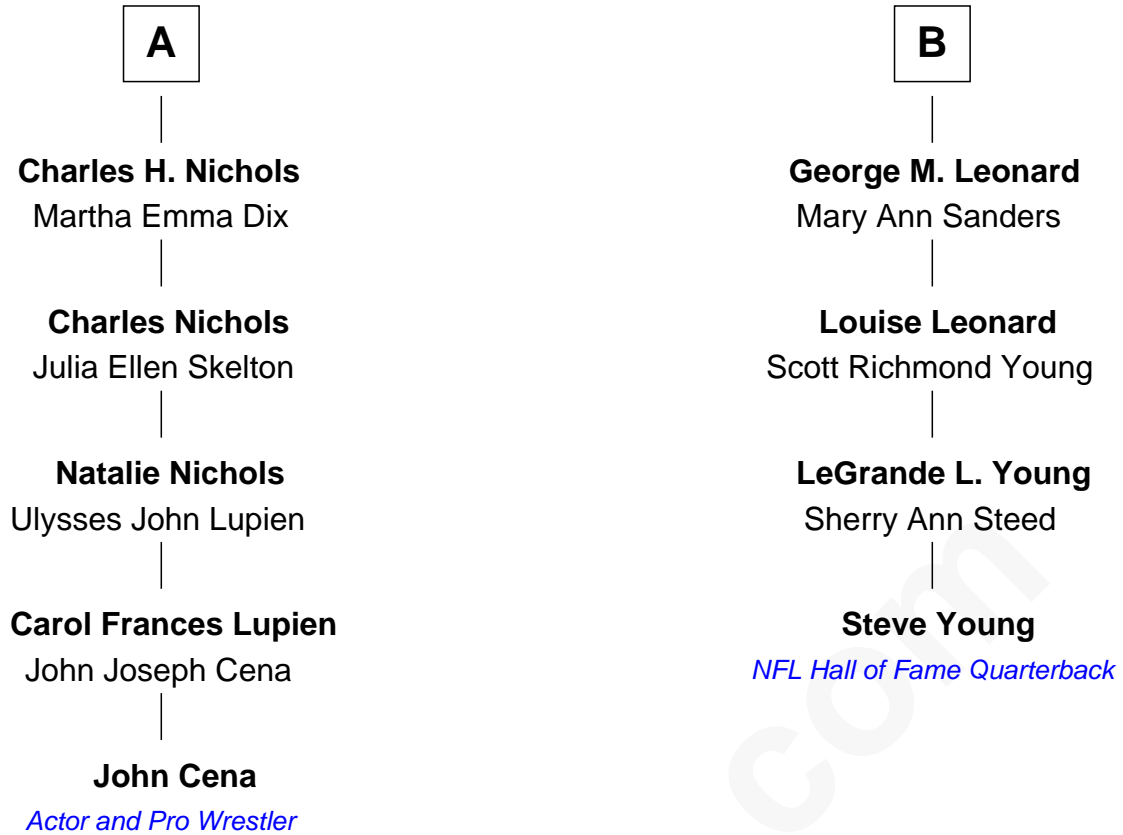 A
Charles H. Nichols
Martha Emma Dix
Charles Nichols
Julia Ellen Skelton
Natalie Nichols
Ulysses John Lupien
Carol Frances Lupien
John Joseph Cena
John Cena
Actor and Pro Wrestler
B
George M. Leonard
Mary Ann Sanders
Louise Leonard
Scott Richmond Young
LeGrande L. Young
Sherry Ann Steed
Steve Young
NFL Hall of Fame Quarterback
com